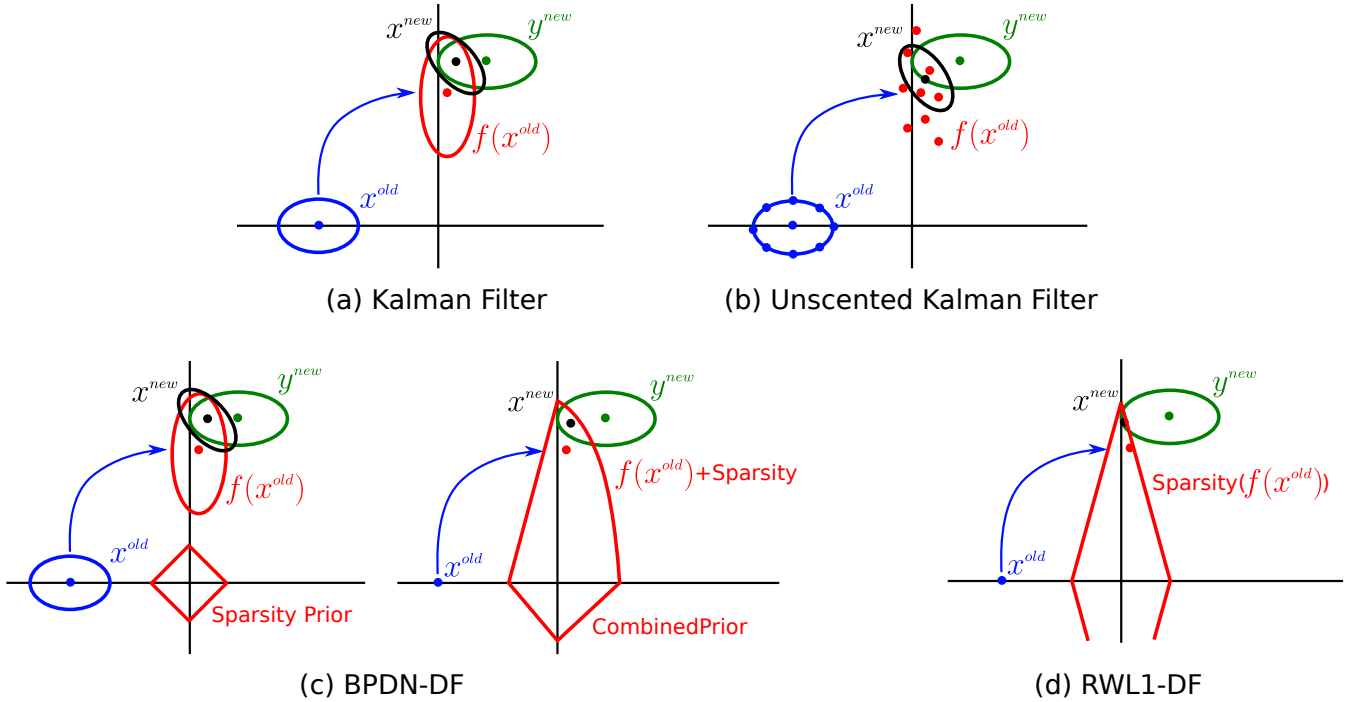 x^{new}
y^{new}
f(x^{old})
x^{old}
(a) Kalman Filter
x^{new}
y^{new}
f(x^{old})
x^{old}
(b) Unscented Kalman Filter
x^{new}
y^{new}
f(x^{old})
x^{old}
Sparsity Prior
x^{new}
y^{new}
f(x^{old})+Sparsity
x^{old}
CombinedPrior
(c) BPDN-DF
x^{new}
y^{new}
Sparsity(f(x^{old}))
x^{old}
(d) RWL1-DF